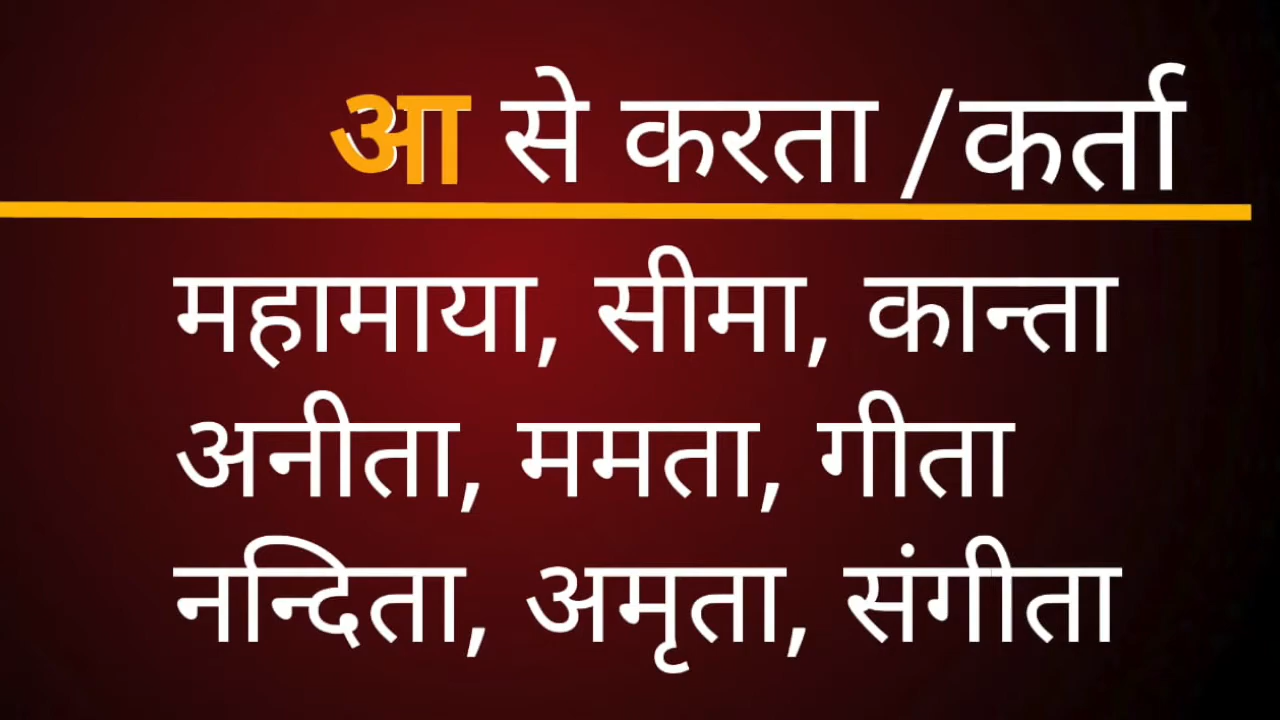 आ से करता /कर्ता
महामाया, सीमा, कान्ता
अनीता, ममता, गीता
नन्दिता, अमृता, संगीता